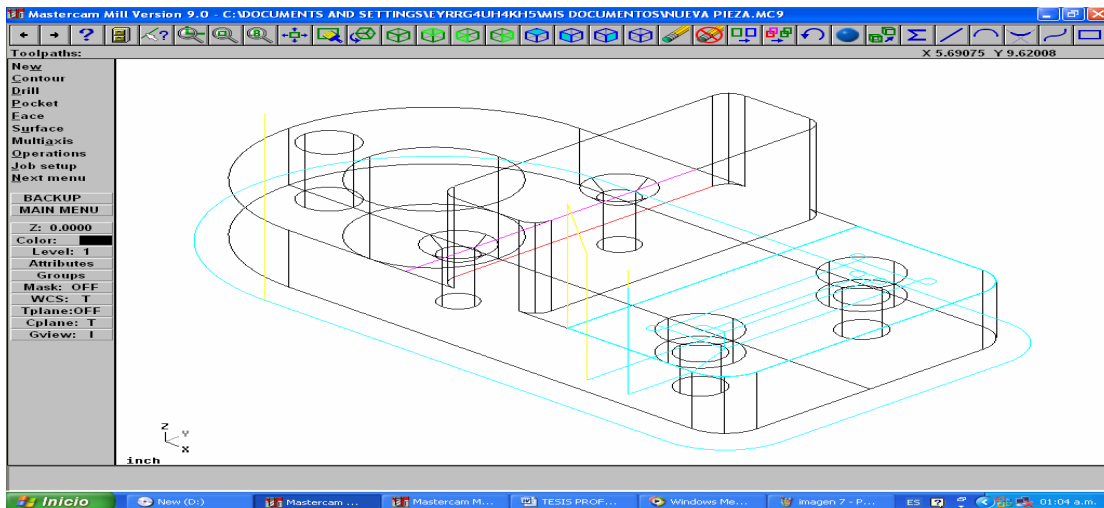 Mastercam Mill Version 9.0 - C:\DOCUMENTS AND SETTINGS\EYRRG4UH4KH5\MIS DOCUMENTOS\NUEVA PIEZA.MC9
Toolpaths:
X 5.69075 Y 9.62008
New
Contour
Drill
Pocket
Face
Surface
Multiaxis
Operations
Job setup
Next menu
BACKUP
MAIN MENU
Z: 0.0000
Color:
Level: 1
Attributes
Groups
Mask: OFF
WCS: T
Tplane:OFF
Cplane: T
Gview: I
Z
Y
X
inch
Inicio
New (D:)
Mastercam ...
Mastercam M...
TESIS PROF...
Windows Me...
imagen 7 - P...
ES
01:04 a.m.